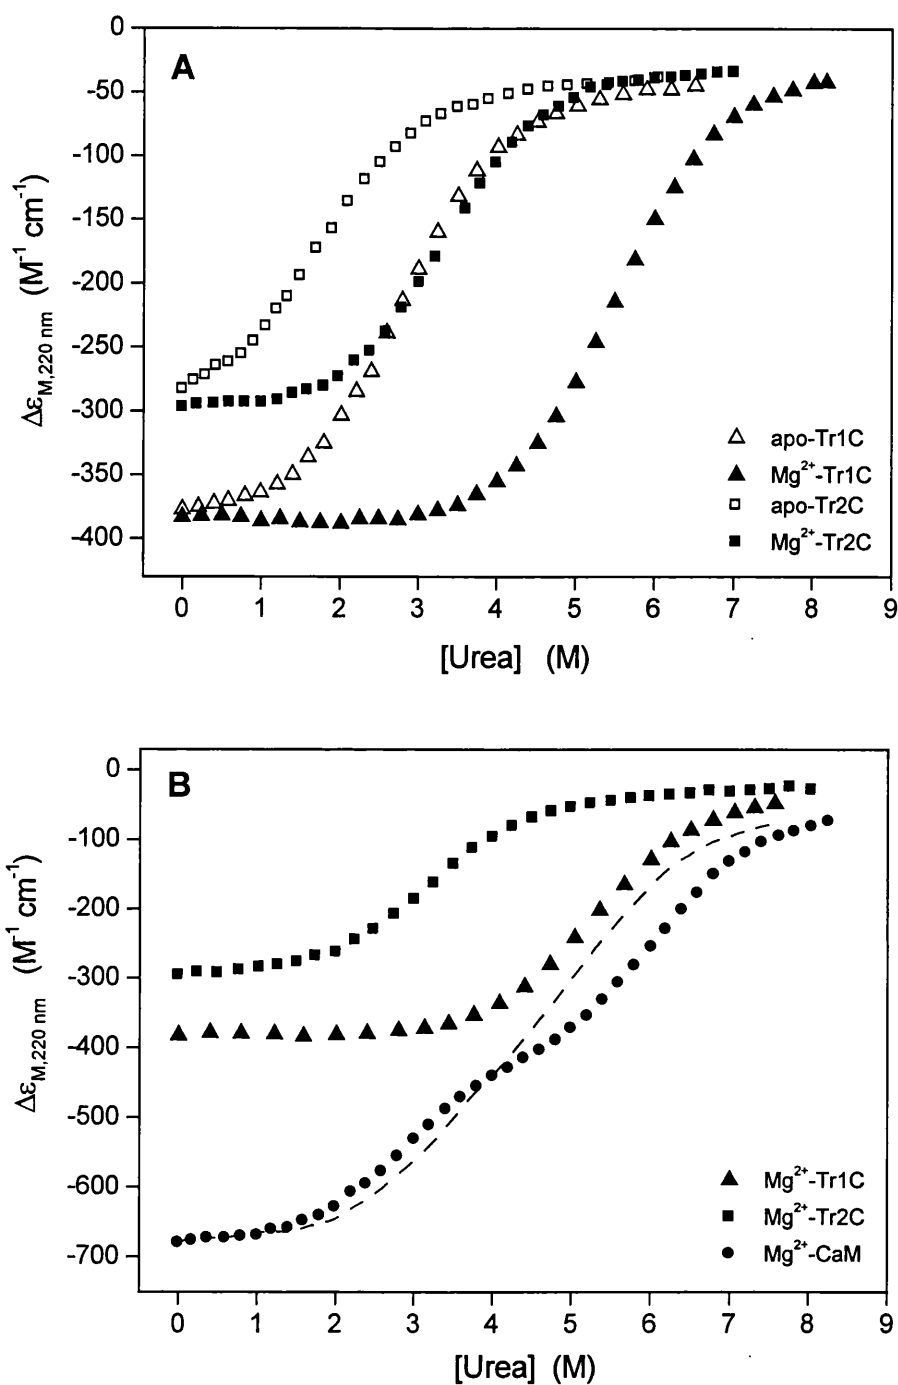 A
0
-50
-100
-150
-200
-250
-300
-350
-400
Δε_M,220 nm (M⁻¹ cm⁻¹)
△ apo-Tr1C
▲ Mg²⁺-Tr1C
□ apo-Tr2C
■ Mg²⁺-Tr2C
0 1 2 3 4 5 6 7 8 9
[Urea] (M)
B
0
-100
-200
-300
-400
-500
-600
-700
Δε_M,220 nm (M⁻¹ cm⁻¹)
▲ Mg²⁺-Tr1C
■ Mg²⁺-Tr2C
● Mg²⁺-CaM
0 1 2 3 4 5 6 7 8 9
[Urea] (M)